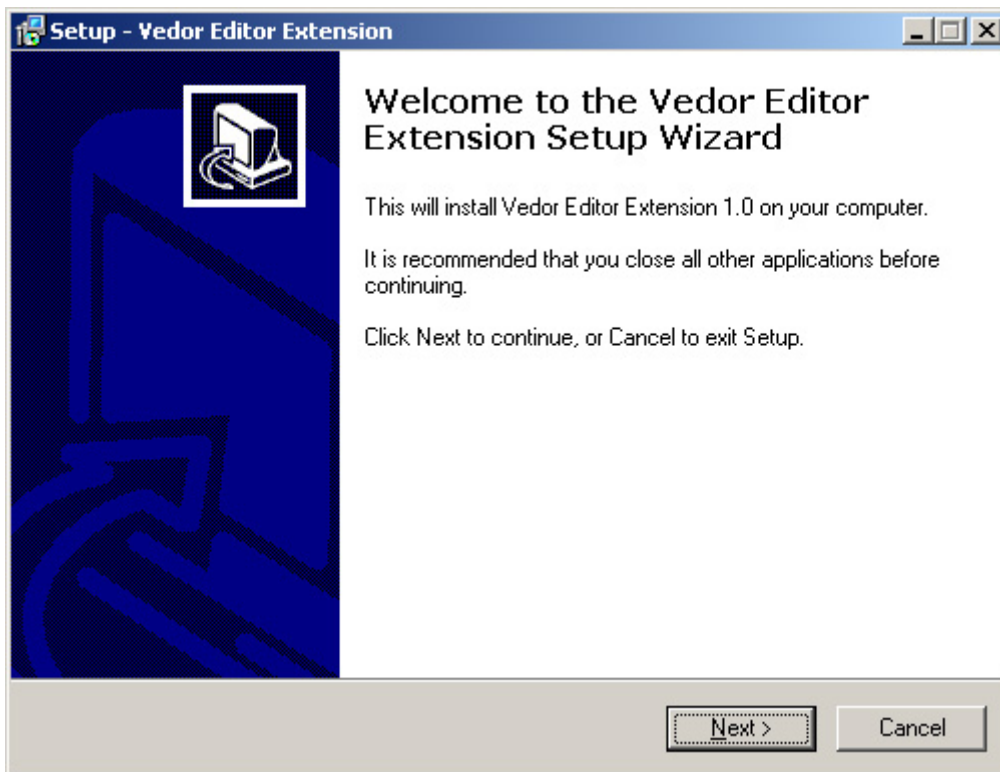 Setup - Vedor Editor Extension
Welcome to the Vedor Editor
Extension Setup Wizard
This will install Vedor Editor Extension 1.0 on your computer.
It is recommended that you close all other applications before
continuing.
Click Next to continue, or Cancel to exit Setup.
Next >
Cancel